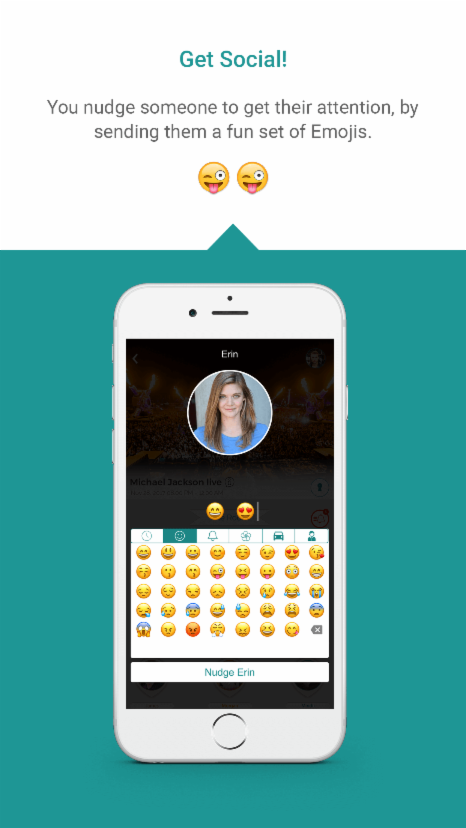 Get Social!
You nudge someone to get their attention, by
sending them a fun set of Emojis.
Erin
Michael Jackson live
Nudge Erin